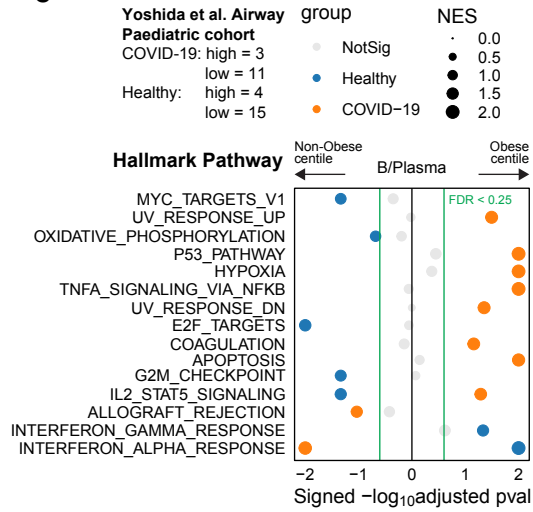 Yoshida et al. Airway
Paediatric cohort
COVID-19: high = 3
low = 11
Healthy: high = 4
low = 15
group
NotSig
Healthy
COVID−19
NES
0.0
0.5
1.0
1.5
2.0
Hallmark Pathway
Non-Obese
centile
B/Plasma
Obese
centile
FDR < 0.25
MYC_TARGETS_V1
UV_RESPONSE_UP
OXIDATIVE_PHOSPHORYLATION
P53_PATHWAY
HYPOXIA
TNFA_SIGNALING_VIA_NFKB
UV_RESPONSE_DN
E2F_TARGETS
COAGULATION
APOPTOSIS
G2M_CHECKPOINT
IL2_STAT5_SIGNALING
ALLOGRAFT_REJECTION
INTERFERON_GAMMA_RESPONSE
INTERFERON_ALPHA_RESPONSE
−2 −1 0 1 2
Signed −log₁₀adjusted pval